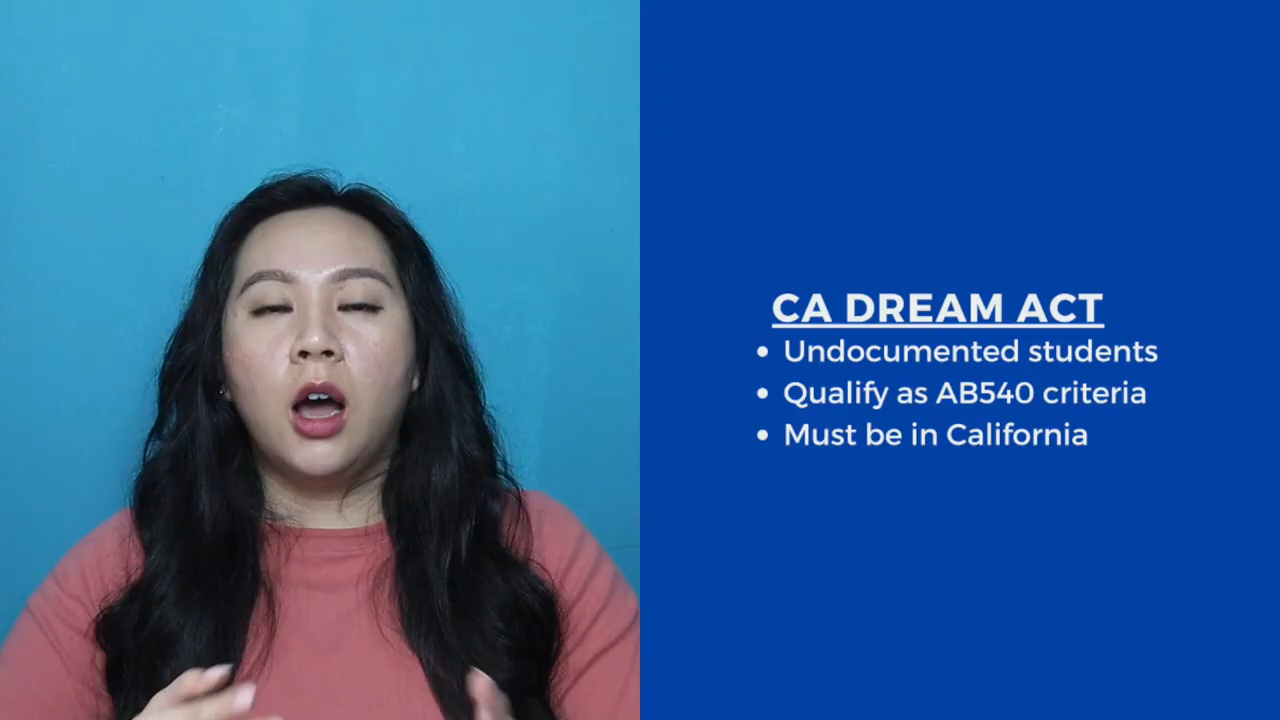 CA DREAM ACT
• Undocumented students
• Qualify as AB540 criteria
• Must be in California